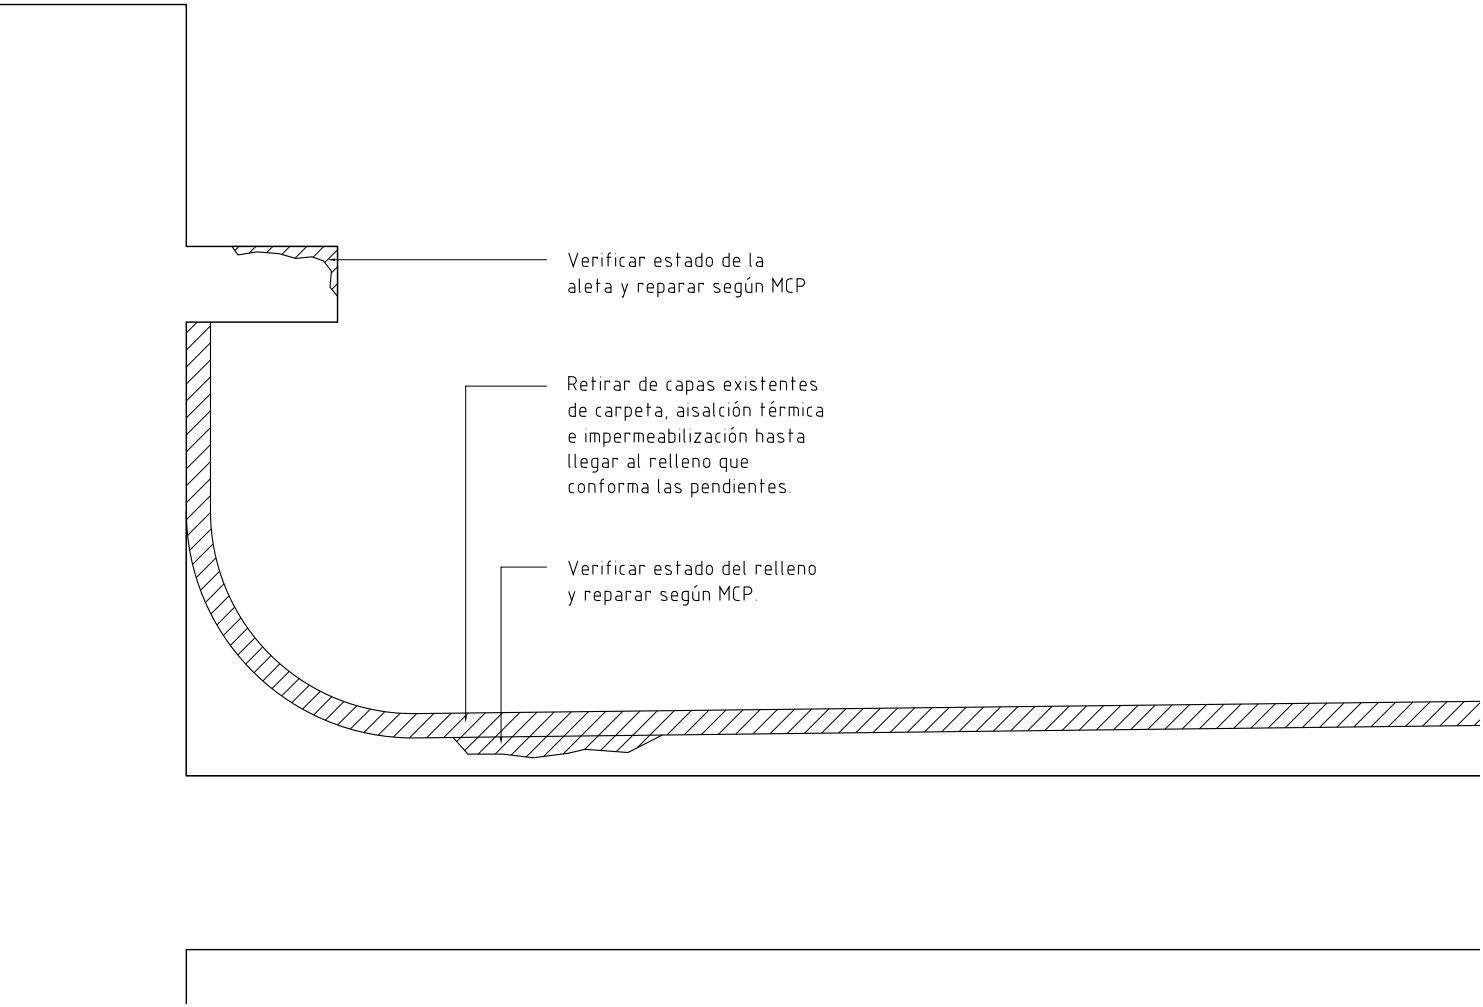 Verificar estado de la
aleta y reparar según MCP
Retirar de capas existentes
de carpeta, aisalción térmica
e impermeabilización hasta
llegar al relleno que
conforma las pendientes.
Verificar estado del relleno
y reparar según MCP.